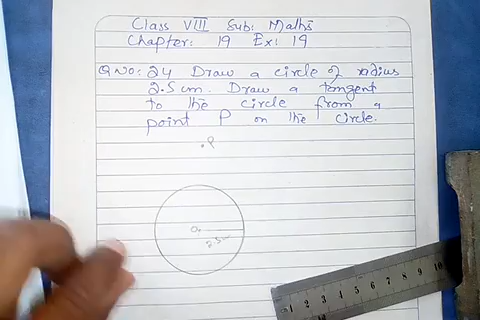 Class VIII Sub: Maths
Chapter: 19 Ex: 19
Q NO: 24 Draw a circle of radius
2.5 cm. Draw a tangent
to the circle from a
point P on the circle.
.P
O.
2.5
1 2 3 4 5 6 7 8 9 10